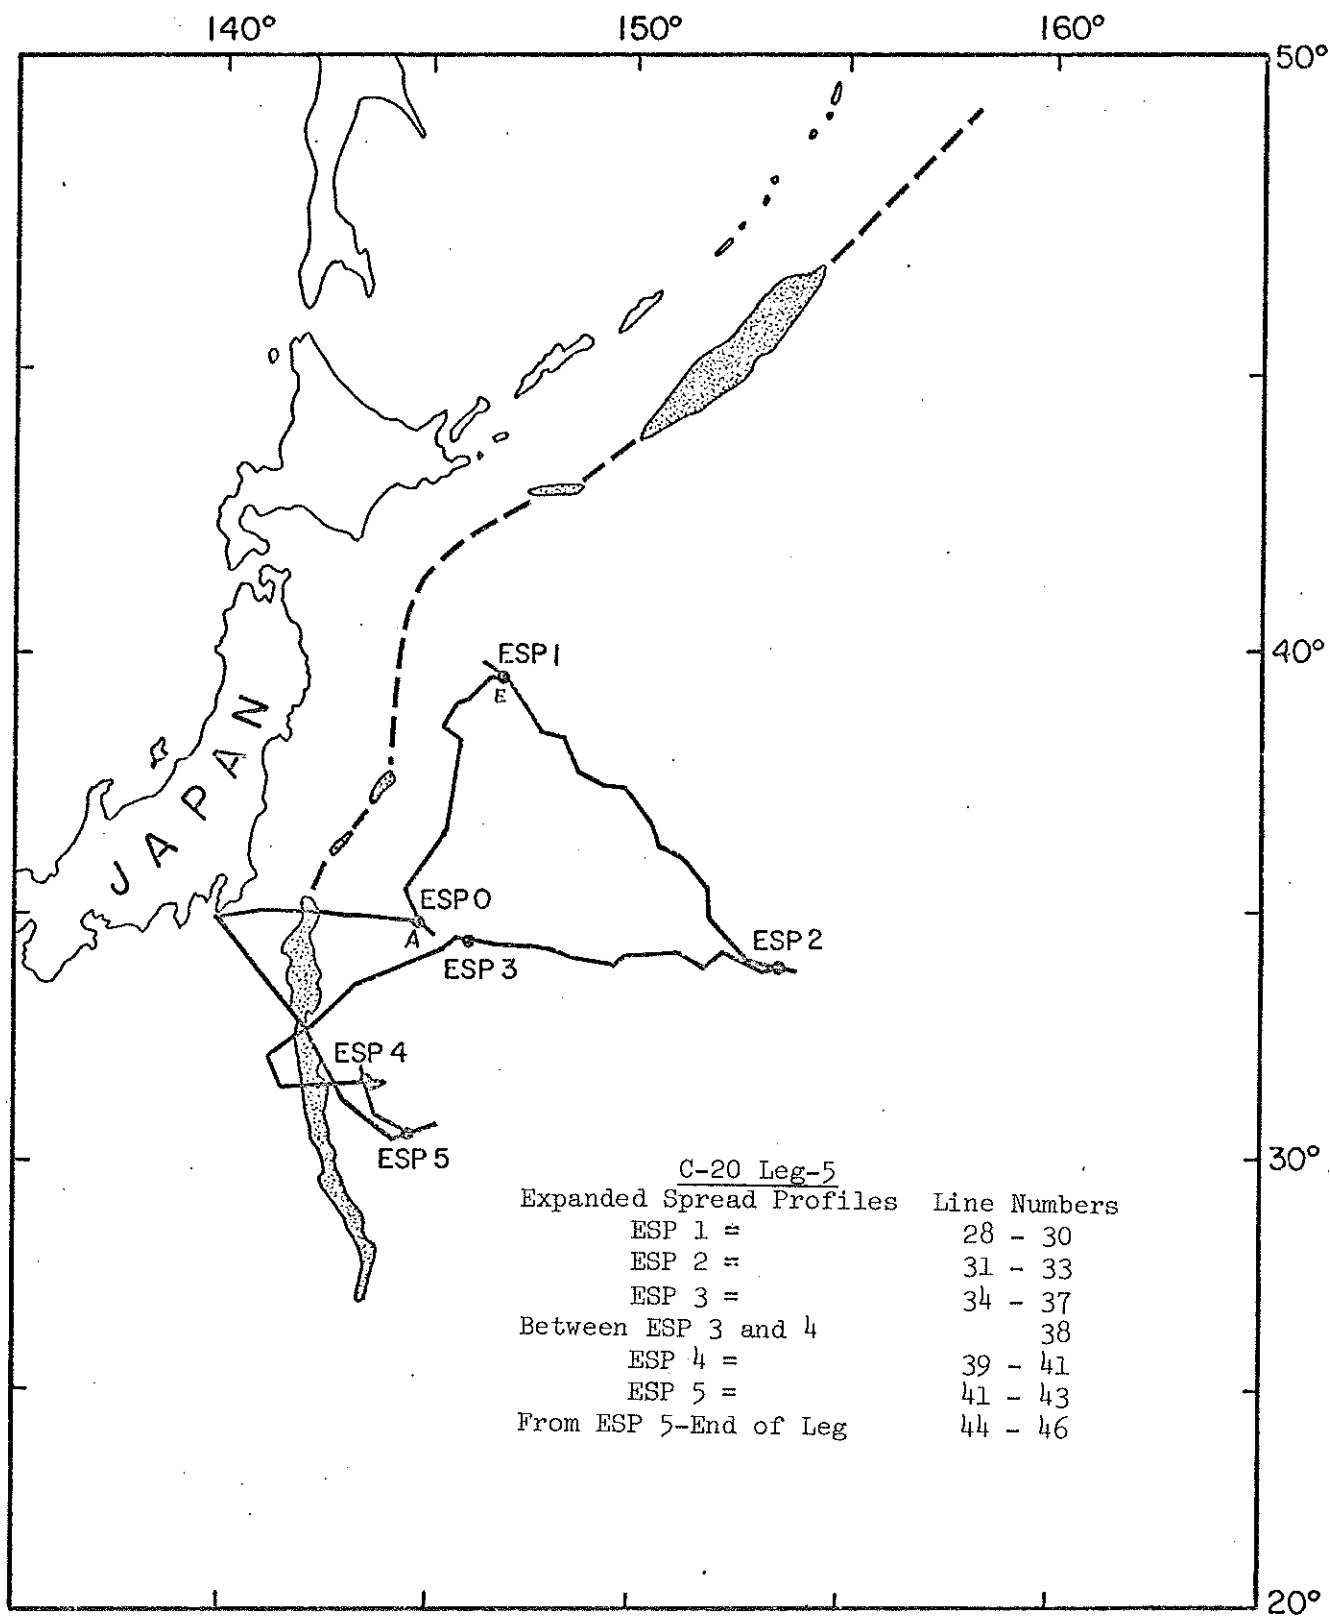 140° 150° 160°
50°
40°
30°
20°
JAPAN
ESP 1
E
ESP 0
A
ESP 3
ESP 2
ESP 4
ESP 5
C-20 Leg-5
Expanded Spread Profiles Line Numbers
ESP 1 = 28 - 30
ESP 2 = 31 - 33
ESP 3 = 34 - 37
Between ESP 3 and 4 38
ESP 4 = 39 - 41
ESP 5 = 41 - 43
From ESP 5-End of Leg 44 - 46